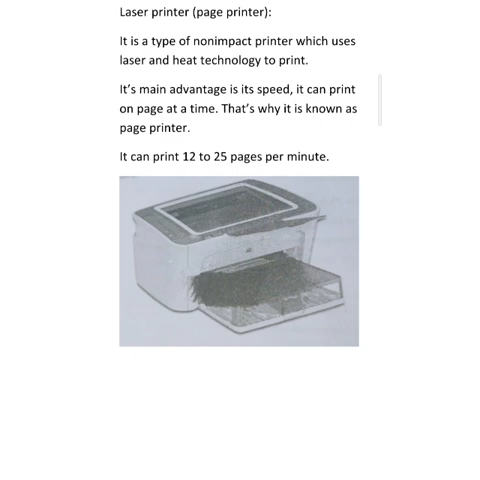 Laser printer (page printer):
It is a type of nonimpact printer which uses
laser and heat technology to print.
It's main advantage is its speed, it can print
on page at a time. That's why it is known as
page printer.
It can print 12 to 25 pages per minute.